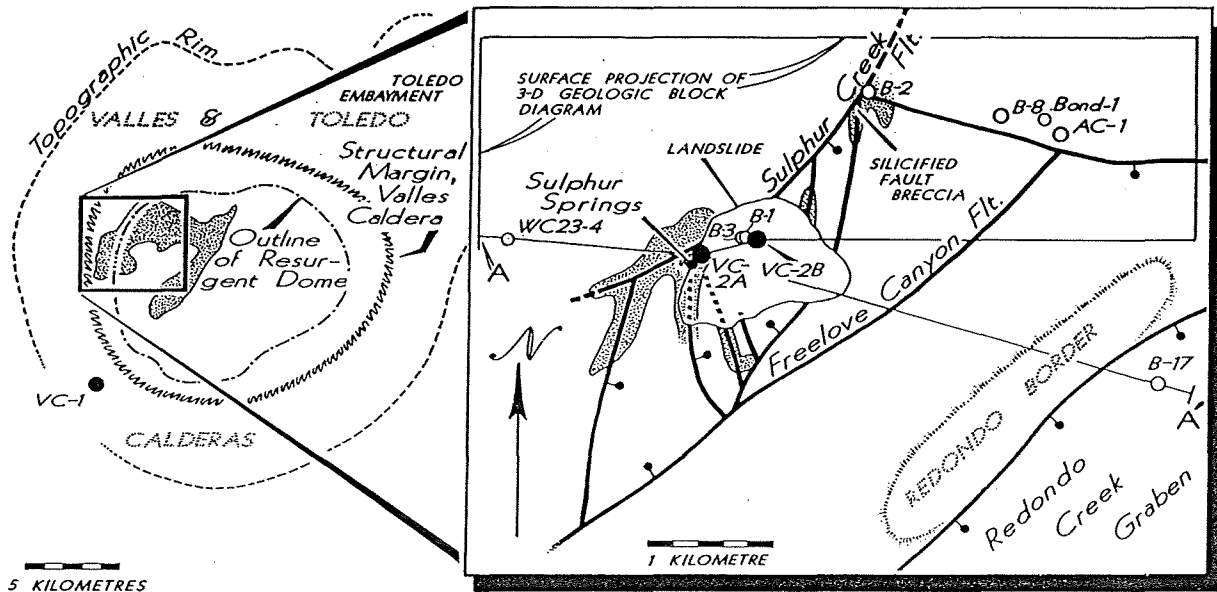 Topographic Rim
TOLEDO
EMBAYMENT
VALLES & TOLEDO
Structural
Margin,
Valles
Caldera
Outline
of Resur-
gent Dome
VC-1
CALDERAS
5 KILOMETRES
SURFACE PROJECTION OF
3-D GEOLOGIC BLOCK
DIAGRAM
Sulphur Creek Flt.
B-2
B-8
Bond-1
AC-1
LANDSLIDE
SILICIFIED
FAULT
BRECCIA
Sulphur
Springs
WC23-4
A
B-3
B-1
VC-
2A
VC-2B
Freelove Canyon Flt.
N
B-17
A'
REDONDO BORDER
Redondo
Creek
Graben
1 KILOMETRE